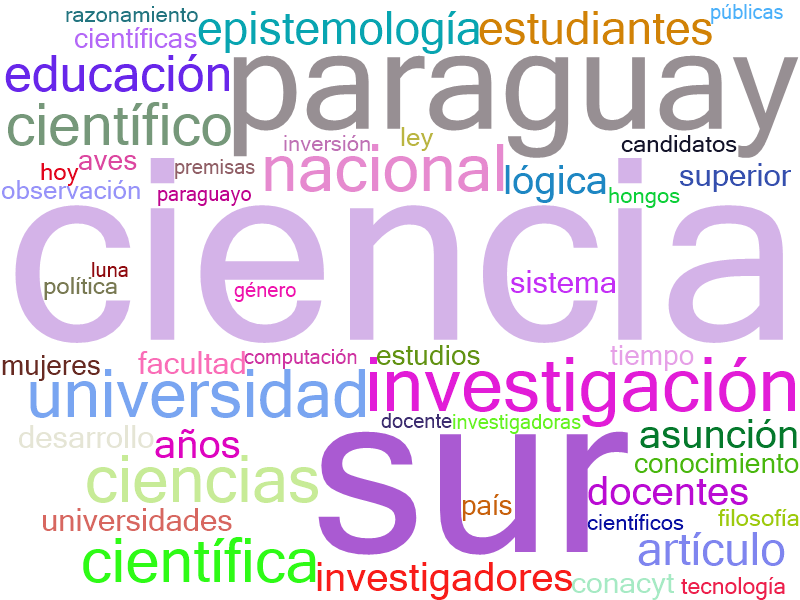 razonamiento
públicas
científicas
epistemología
estudiantes
educación
paraguay
científico
inversión
ley
candidatos
hoy
aves
premisas
nacional
lógica
superior
observación
paraguayo
hongos
ciencia
luna
política
género
sistema
mujeres
facultad
computación
estudios
tiempo
universidad
investigación
desarrollo
años
docente
investigadoras
asunción
sur
ciencias
conocimiento
país
docentes
universidades
científicos
filosofía
científica
artículo
investigadores
conacyt
tecnología